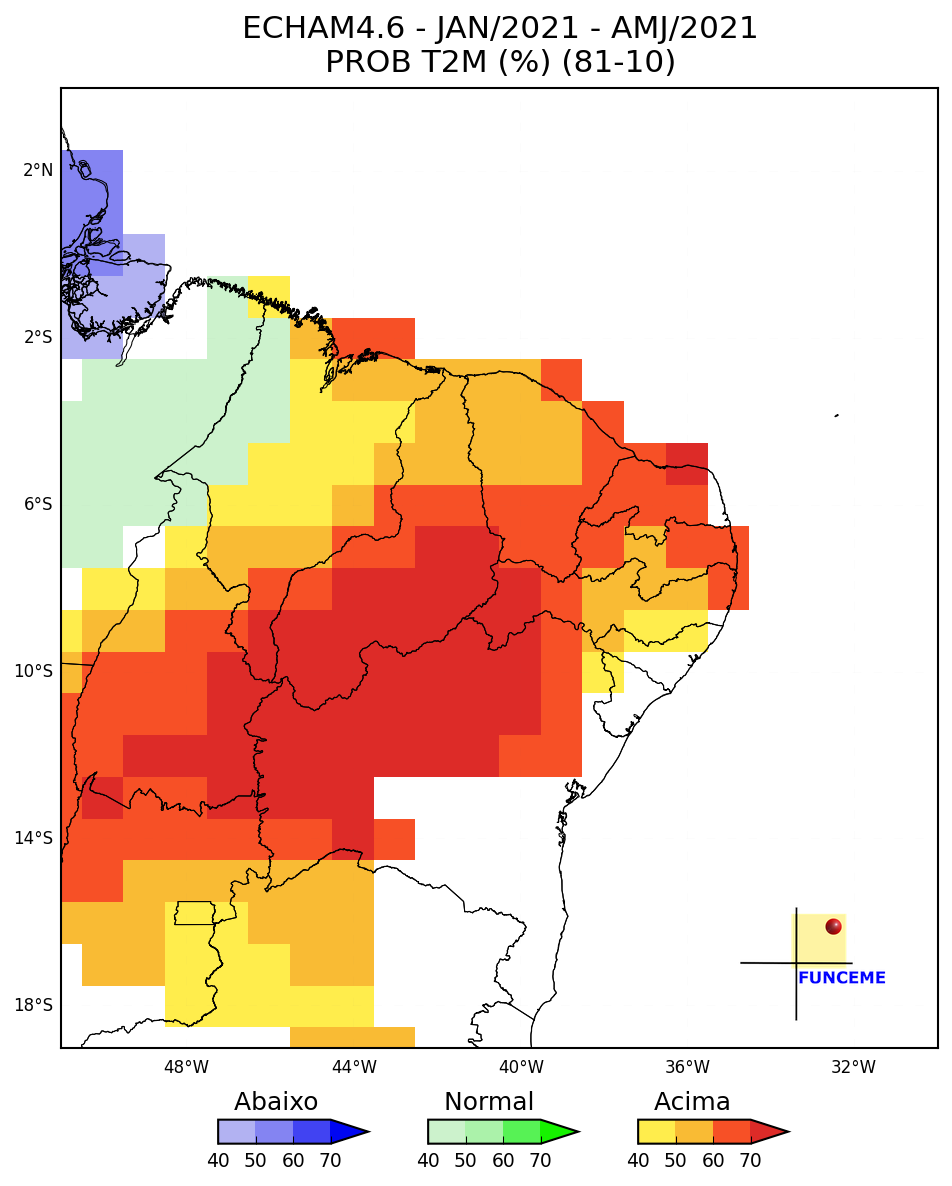 ECHAM4.6 - JAN/2021 - AMJ/2021
PROB T2M (%) (81-10)
2°N
2°S
6°S
10°S
14°S
18°S
FUNCEME
48°W 44°W 40°W 36°W 32°W
Abaixo Normal Acima
40 50 60 70 40 50 60 70 40 50 60 70